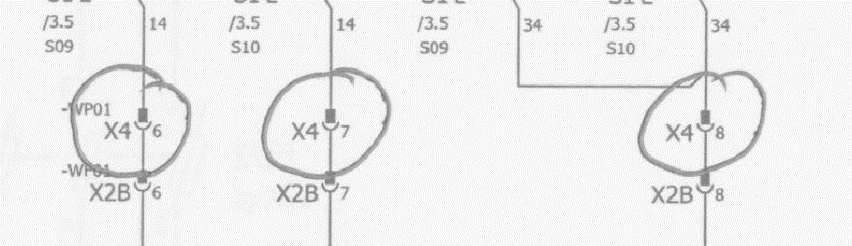 /3.5 14 /3.5 14 /3.5 34 /3.5 34
S09 S10 S09 S10
-WP01
X4 6 X4 7 X4 8
-WP01
X2B 6 X2B 7 X2B 8